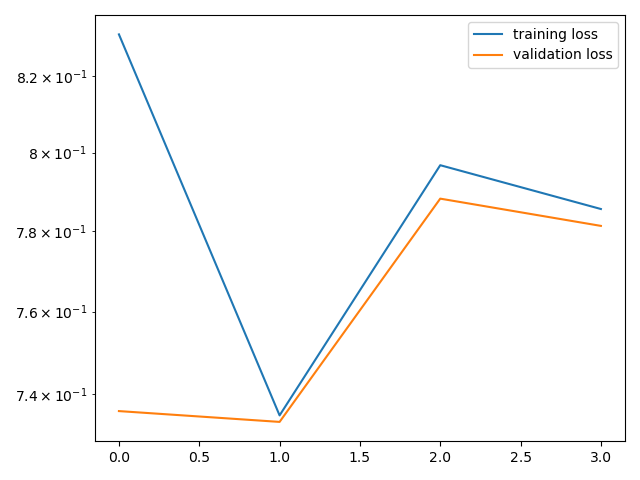 training loss
validation loss
8.2 × 10⁻¹
8 × 10⁻¹
7.8 × 10⁻¹
7.6 × 10⁻¹
7.4 × 10⁻¹
0.0 0.5 1.0 1.5 2.0 2.5 3.0